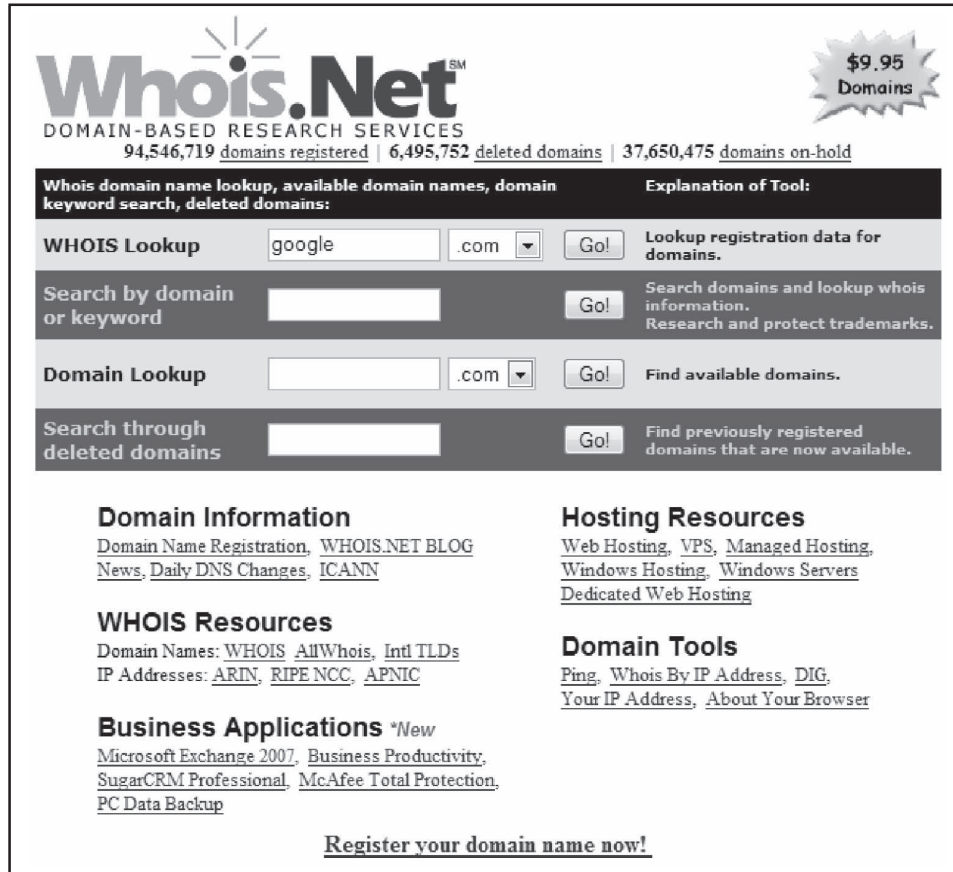 Whois.Net SM
$9.95
Domains
DOMAIN-BASED RESEARCH SERVICES
94,546,719 domains registered | 6,495,752 deleted domains | 37,650,475 domains on-hold
Whois domain name lookup, available domain names, domain
keyword search, deleted domains:
Explanation of Tool:
WHOIS Lookup
google
.com
Go!
Lookup registration data for
domains.
Search by domain
or keyword
Go!
Search domains and lookup whois
information.
Research and protect trademarks.
Domain Lookup
.com
Go!
Find available domains.
Search through
deleted domains
Go!
Find previously registered
domains that are now available.
Domain Information
Domain Name Registration, WHOIS.NET BLOG
News, Daily DNS Changes, ICANN
WHOIS Resources
Domain Names: WHOIS AllWhois, Intl TLDs
IP Addresses: ARIN, RIPE NCC, APNIC
Business Applications *New
Microsoft Exchange 2007, Business Productivity,
SugarCRM Professional, McAfee Total Protection,
PC Data Backup
Hosting Resources
Web Hosting, VPS, Managed Hosting,
Windows Hosting, Windows Servers
Dedicated Web Hosting
Domain Tools
Ping, Whois By IP Address, DIG,
Your IP Address, About Your Browser
Register your domain name now!